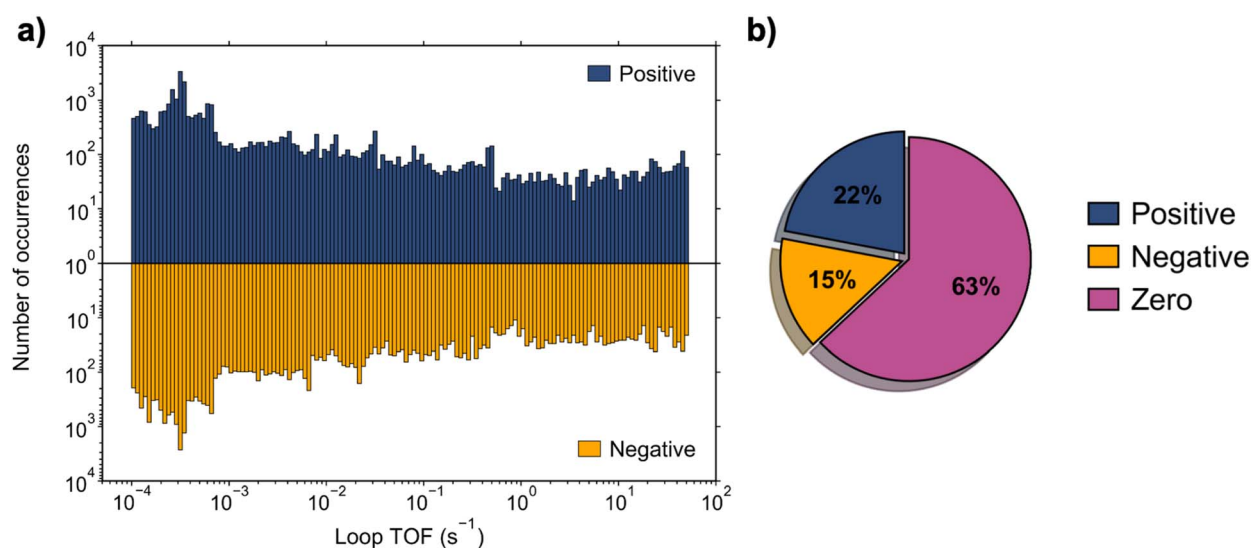 a)
Number of occurrences
10^4
10^3
10^2
10^1
10^0
10^1
10^2
10^3
10^4
Positive
Negative
10^−4
10^−3
10^−2
10^−1
10^0
10^1
10^2
Loop TOF (s^−1)
b)
22%
15%
63%
Positive
Negative
Zero